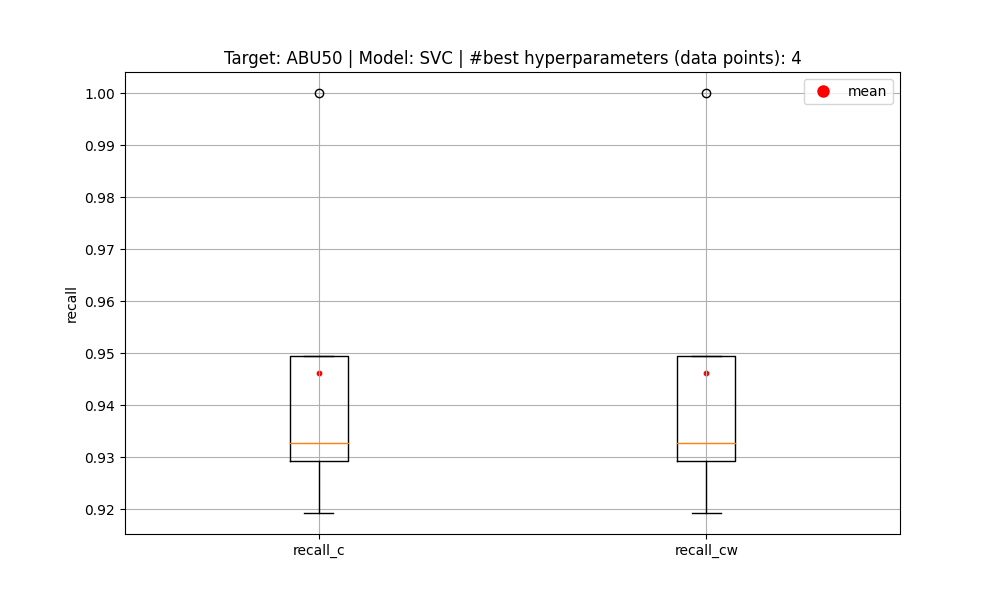 Target: ABU50 | Model: SVC | #best hyperparameters (data points): 4
mean
1.00
0.99
0.98
0.97
0.96
0.95
0.94
0.93
0.92
recall
recall_c
recall_cw